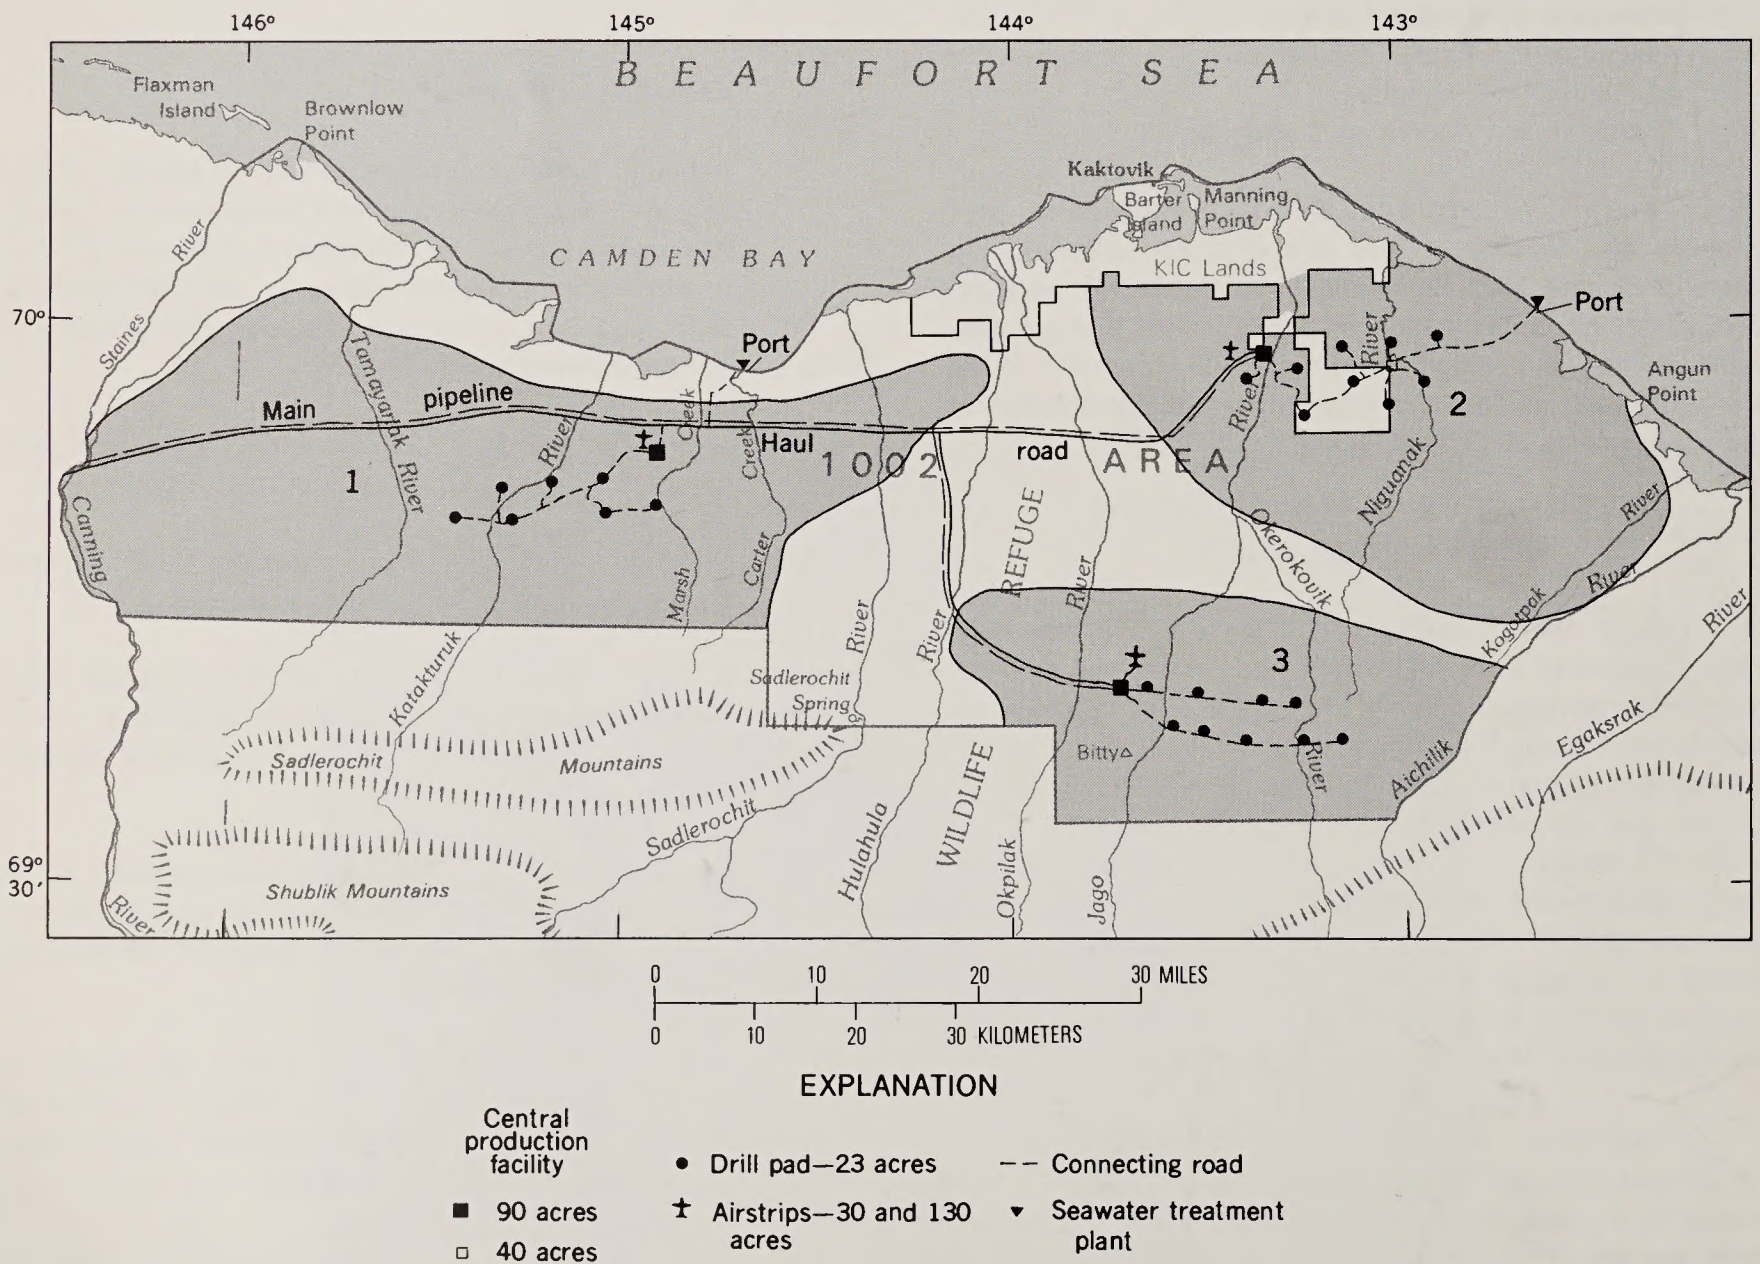 146° 145° 144° 143°
BEAUFORT SEA
Flaxman
Island
Brownlow
Point
Kaktovik
Barter
Island
Manning
Point
CAMDEN BAY
KIC Lands
Staines River
70°
Port
Port
Tamayariak River
Main pipeline
Creek
River
River
Angun
Point
2
Haul road
1002 AREA
1
River
Creek
Canning
REFUGE
Niguanak
River
Okerokovik
River
Marsh
Carter
River
River
River
River
Kogotpak
River
Katakturuk
3
Sadlerochit
Spring
Sadlerochit Mountains
Bitty
WILDLIFE
River
Aichilik
Egaksrak
Sadlerochit
Hulahula
Okpilak
Jago
69°
30′
Shublik Mountains
River
0 10 20 30 MILES
0 10 20 30 KILOMETERS
EXPLANATION
Central
production
facility
90 acres
40 acres
Drill pad—23 acres
Airstrips—30 and 130
acres
Connecting road
Seawater treatment
plant